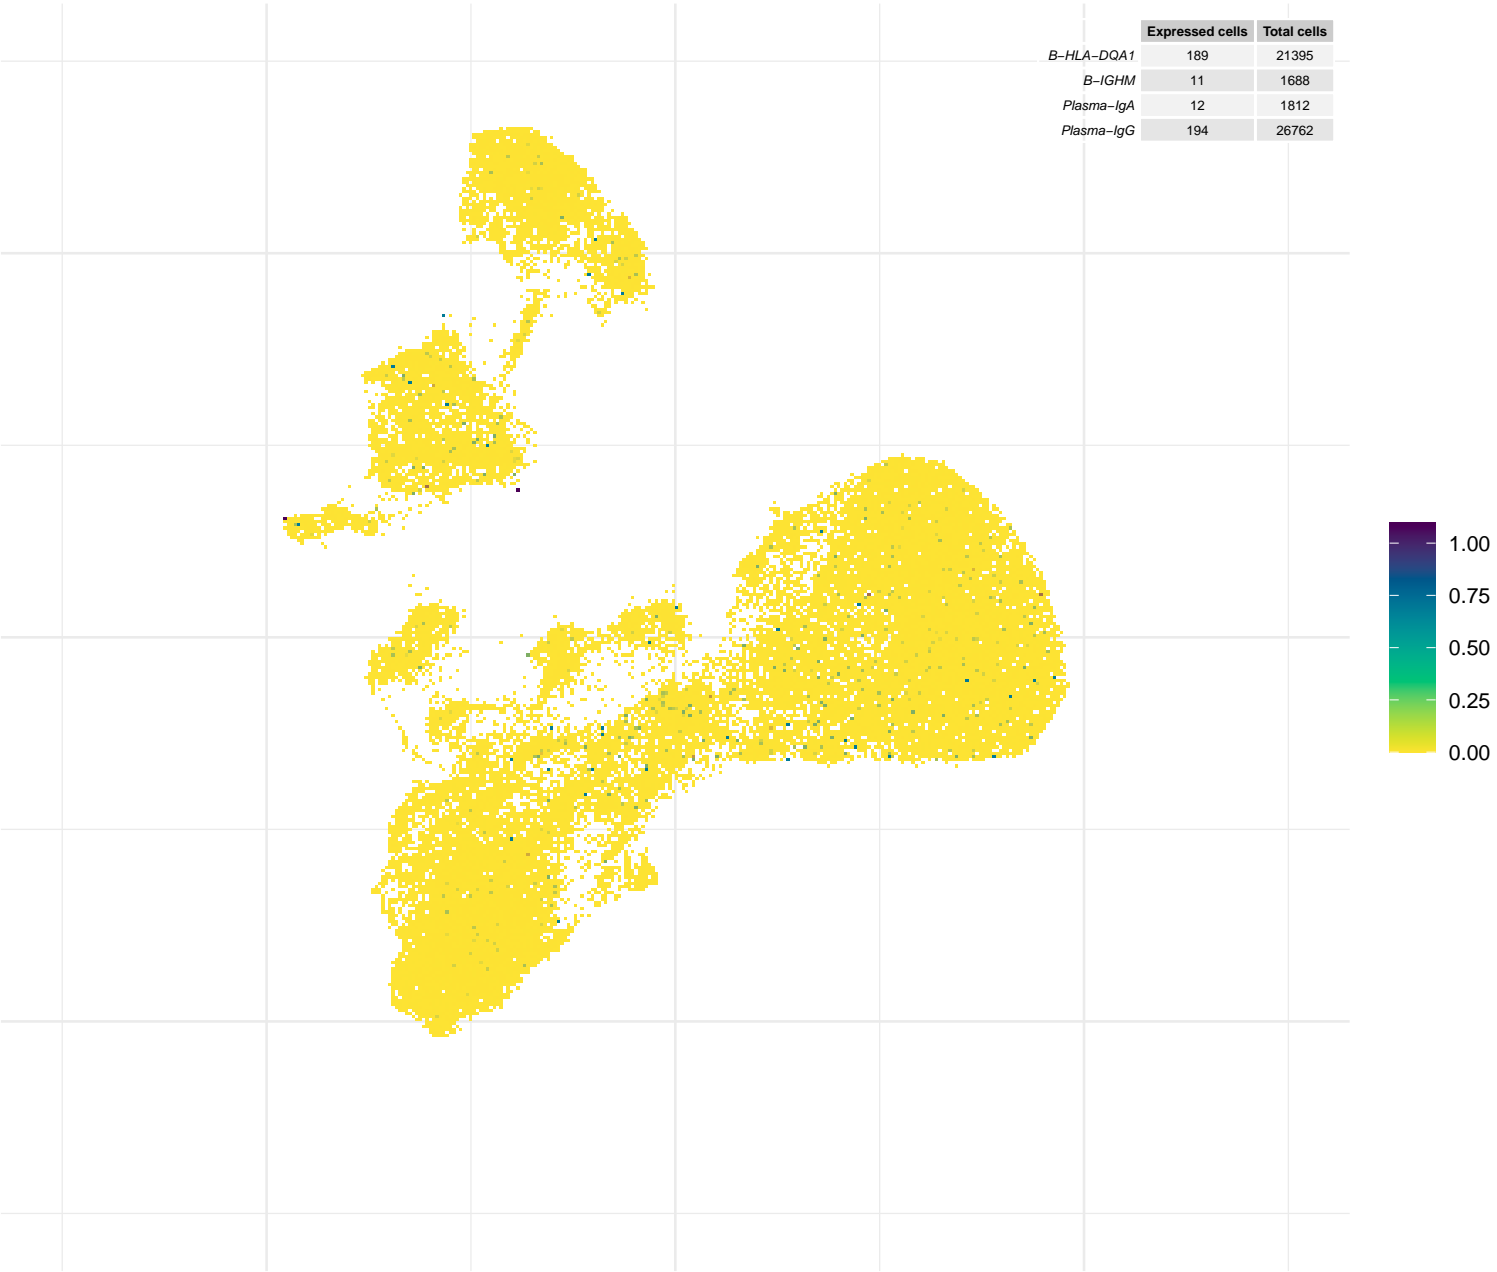 Expressed cells Total cells
B−HLA−DQA1 189 21395
B−IGHM 11 1688
Plasma−IgA 12 1812
Plasma−IgG 194 26762
1.00
0.75
0.50
0.25
0.00